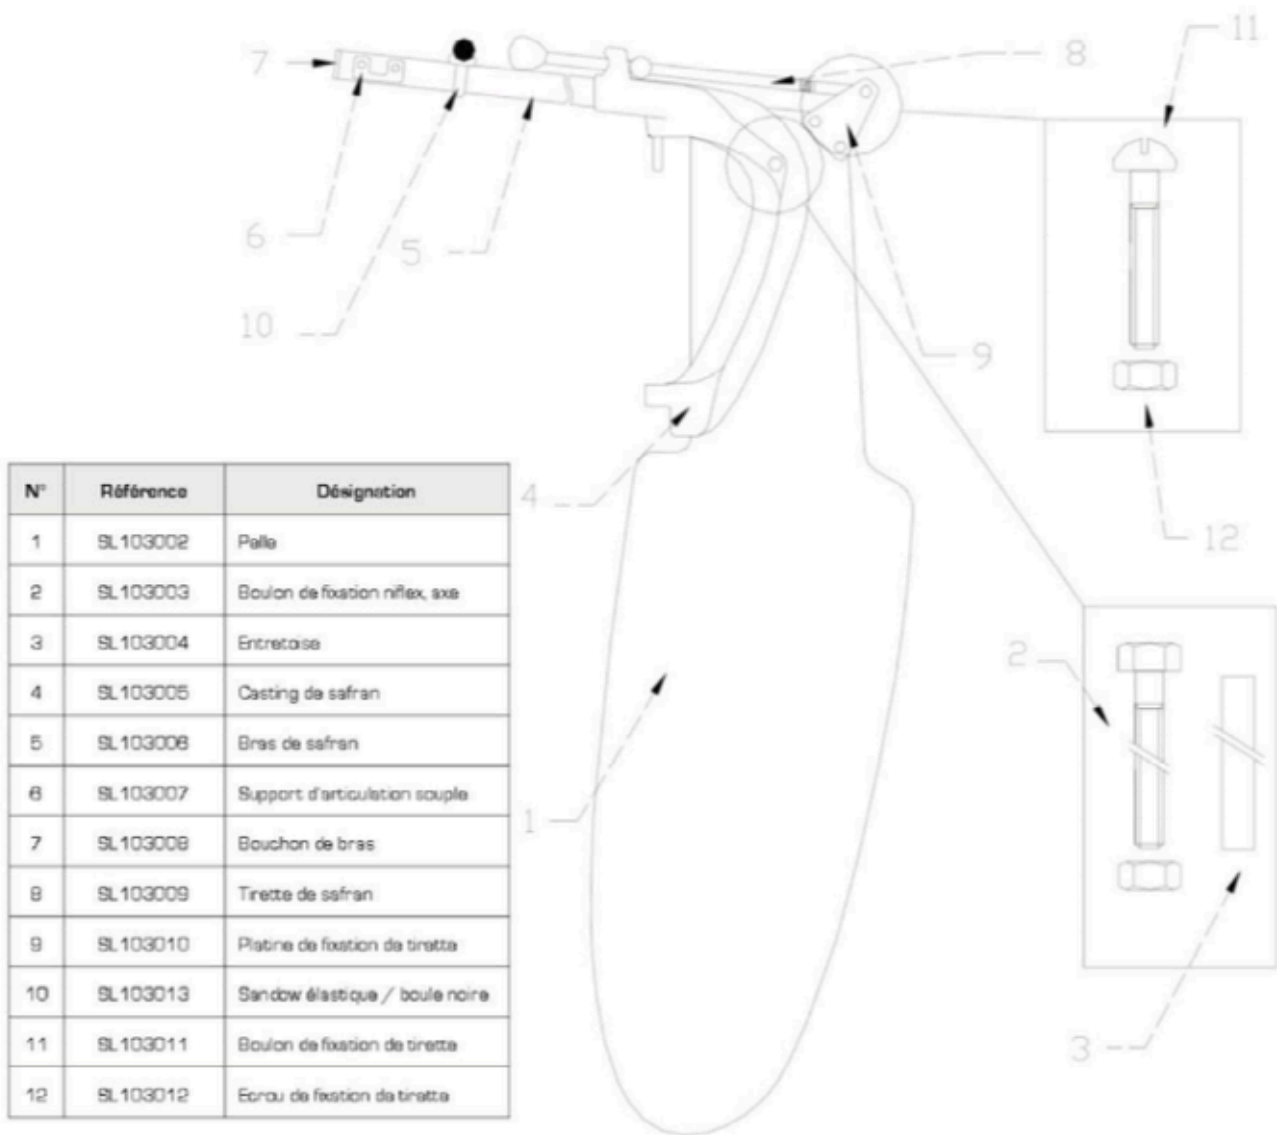 11
7
8
6
5
10
9
4
12
2
1
3
N° Référence Désignation
1 SL103002 Pelle
2 SL103003 Boulon de fixation niflex, axe
3 SL103004 Entretoise
4 SL103005 Casting de safran
5 SL103006 Bras de safran
6 SL103007 Support d'articulation souple
7 SL103008 Bouchon de bras
8 SL103009 Tirette de safran
9 SL103010 Platine de fixation de tirette
10 SL103013 Sandow élastique / boule noire
11 SL103011 Boulon de fixation de tirette
12 SL103012 Ecrou de fixation de tirette